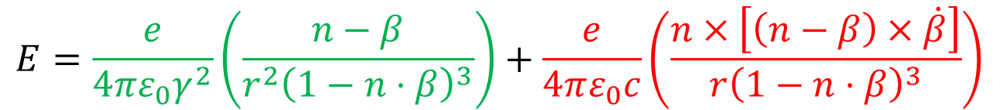 E = e/(4πε₀γ²) ((n − β)/(r²(1 − n · β)³)) + e/(4πε₀c) ((n × [(n − β) × β̇])/(r(1 − n · β)³))